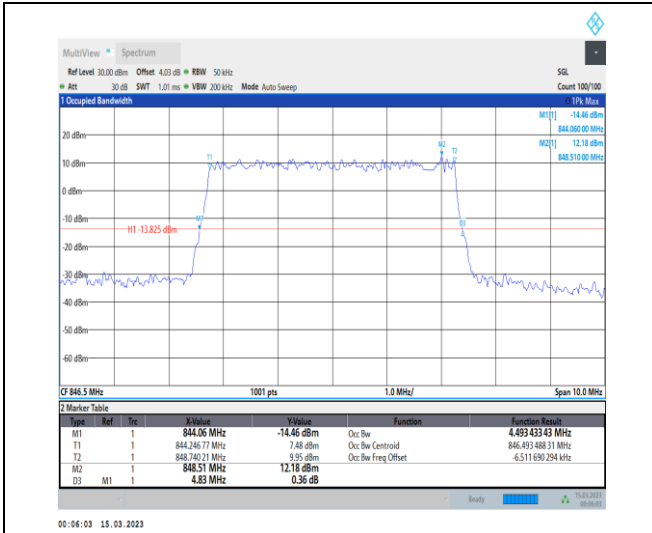 MultiView Spectrum
Ref Level 30.00 dBm Offset 4.03 dB RBW 50 kHz SGL
Att 30 dB SWT 1.01 ms VBW 200 kHz Mode Auto Sweep Count 100/100
1 Occupied Bandwidth 1Pk Max
M1[1] -14.46 dBm
844.060 00 MHz
M2[1] 12.18 dBm
848.510 00 MHz
20 dBm
M2
T2
T1
10 dBm
0 dBm
-10 dBm
M1
D3
H1 -13.825 dBm
-30 dBm
-40 dBm
-50 dBm
-60 dBm
CF 846.5 MHz 1001 pts 1.0 MHz/ Span 10.0 MHz
2 Marker Table
Type Ref Trc X-Value Y-Value Function Function Result
M1 1 844.06 MHz -14.46 dBm Occ Bw 4.493 433 43 MHz
T1 1 844.246 77 MHz 7.48 dBm Occ Bw Centroid 846.493 488 31 MHz
T2 1 848.740 21 MHz 9.95 dBm Occ Bw Freq Offset -6.511 690 294 kHz
M2 1 848.51 MHz 12.18 dBm
D3 M1 1 4.83 MHz 0.36 dB
Ready 15.03.2023
00:06:03
00:06:03 15.03.2023